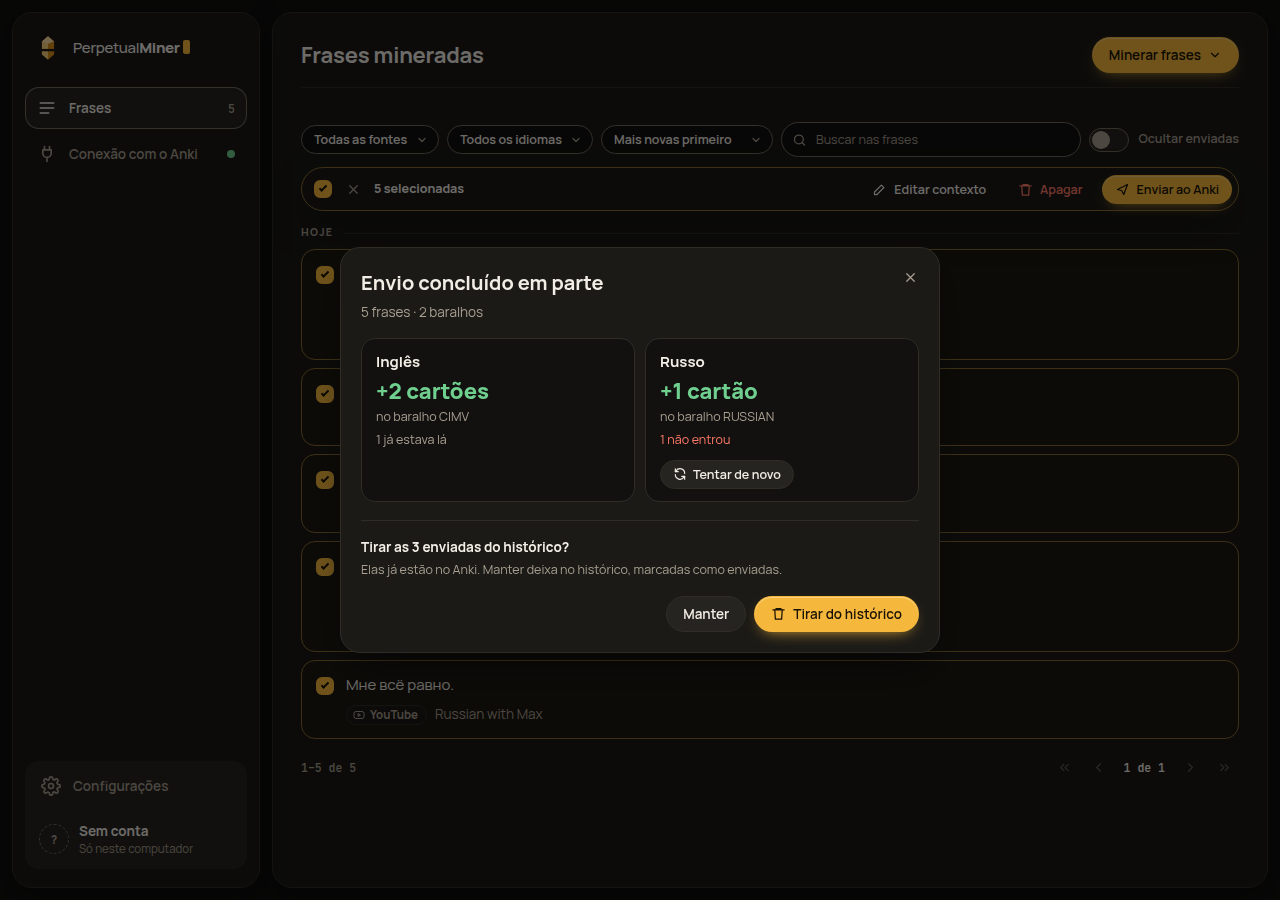 PerpetualMiner
Frases 5
Conexão com o Anki
Configurações
?
Sem conta
Só neste computador
Frases mineradas
Minerar frases
Todas as fontes
Todos os idiomas
Mais novas primeiro
Buscar nas frases
Ocultar enviadas
5 selecionadas
Editar contexto
Apagar
Enviar ao Anki
HOJE
Envio concluído em parte
5 frases · 2 baralhos
Inglês
+2 cartões
no baralho CIMV
1 já estava lá
Russo
+1 cartão
no baralho RUSSIAN
1 não entrou
Tentar de novo
Tirar as 3 enviadas do histórico?
Elas já estão no Anki. Manter deixa no histórico, marcadas como enviadas.
Manter
Tirar do histórico
Мне всё равно.
YouTube Russian with Max
1–5 de 5
« ‹ 1 de 1 › »